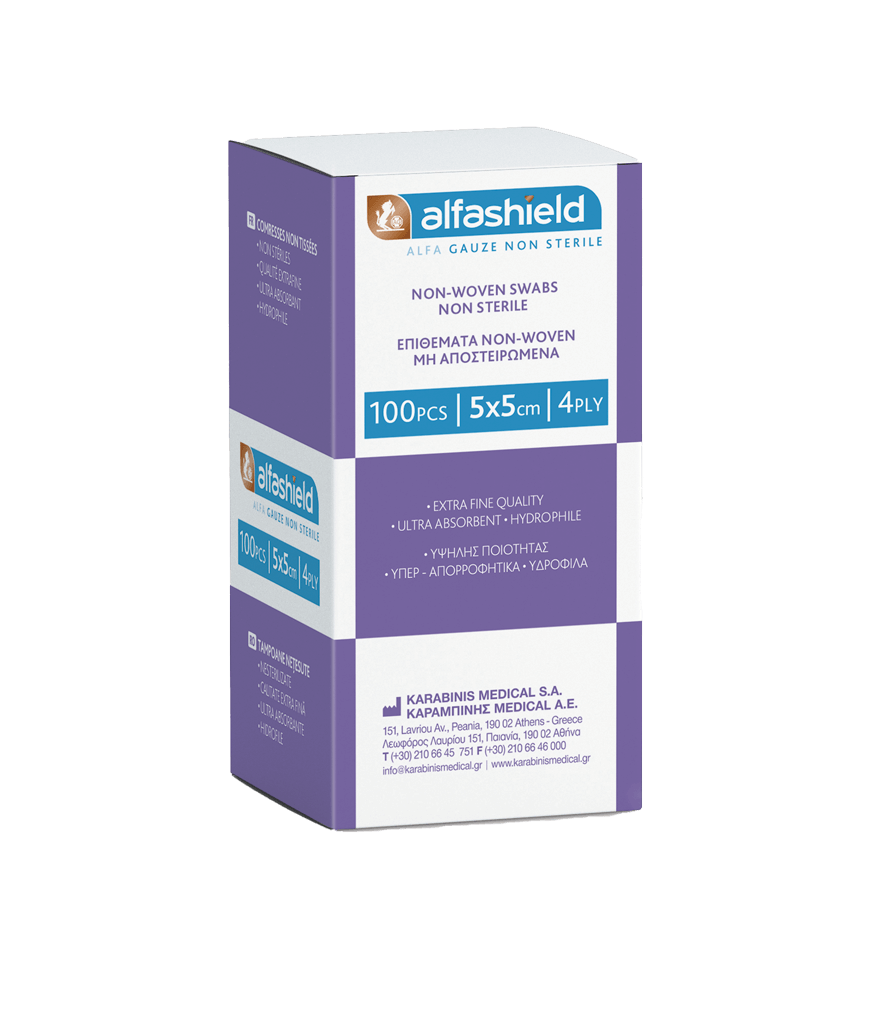 alfashield
ALFA GAUZE NON STERILE
NON-WOVEN SWABS
NON STERILE
ΕΠΙΘΕΜΑΤΑ NON-WOVEN
ΜΗ ΑΠΟΣΤΕΙΡΩΜΕΝΑ
100PCS | 5x5cm | 4PLY
• EXTRA FINE QUALITY
• ULTRA ABSORBENT • HYDROPHILE
• ΥΨΗΛΗΣ ΠΟΙΟΤΗΤΑΣ
• ΥΠΕΡ - ΑΠΟΡΡΟΦΗΤΙΚΑ • ΥΔΡΟΦΙΛΑ
KARABINIS MEDICAL S.A.
ΚΑΡΑΜΠΙΝΗΣ MEDICAL A.E.
151, Lavriou Av., Peania, 190 02 Athens - Greece
Λεωφόρος Λαυρίου 151, Παιανία, 190 02 Αθήνα
T (+30) 210 66 45 751 F (+30) 210 66 46 000
info@karabinismedical.gr | www.karabinismedical.gr
FR COMPRESSES NON TISSÉES
• NON STÉRILES
• QUALITÉ EXTRAFINE
• ULTRA ABSORBANT
• HYDROPHILE
alfashield
ALFA GAUZE NON STERILE
100PCS | 5x5cm | 4PLY
RO TAMPOANE NEȚESUTE
• NESTERILIZATE
• CALITATE EXTRA FINĂ
• ULTRA ABSORBANTE
• HIDROFILE